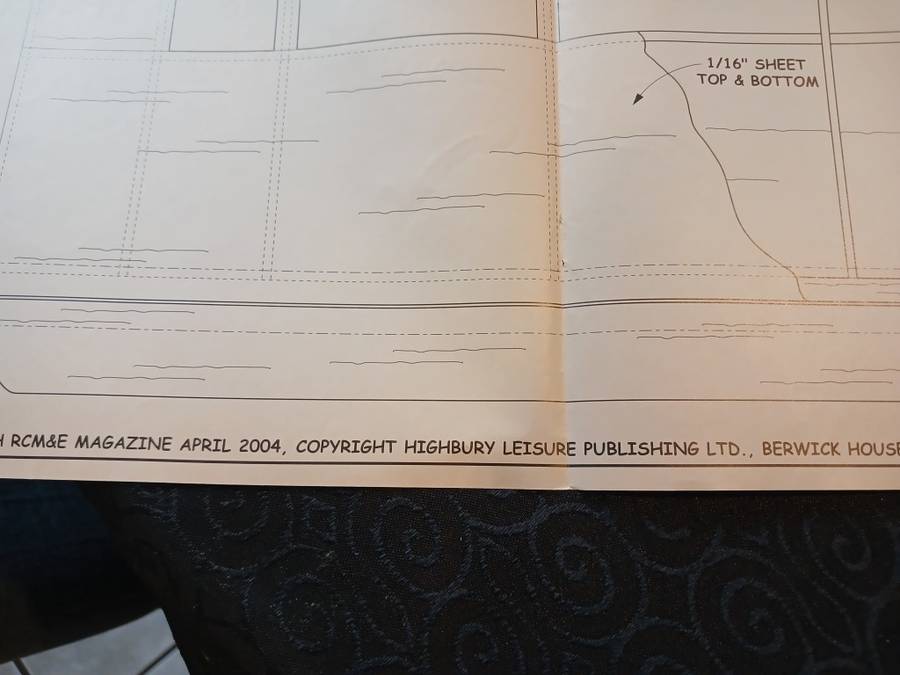 1/16" SHEET
TOP & BOTTOM
H RCM&E MAGAZINE APRIL 2004, COPYRIGHT HIGHBURY LEISURE PUBLISHING LTD., BERWICK HOUSE